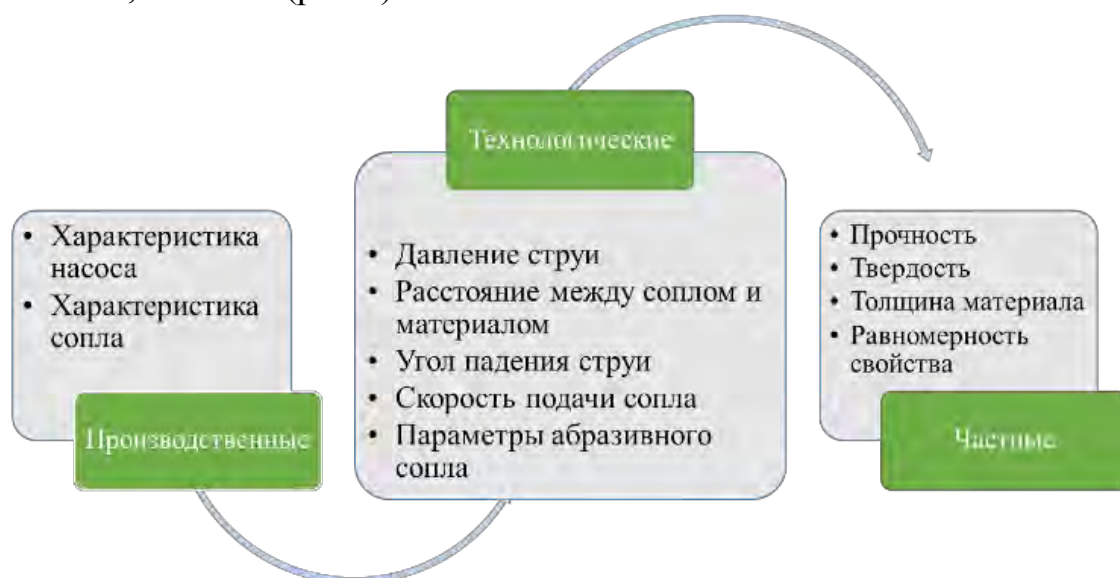 Технологические
• Характеристика
насоса
• Характеристика
сопла
Производственные
• Давление струи
• Расстояние между соплом и
материалом
• Угол падения струи
• Скорость подачи сопла
• Параметры абразивного
сопла
• Прочность
• Твердость
• Толщина материала
• Равномерность
свойства
Частные